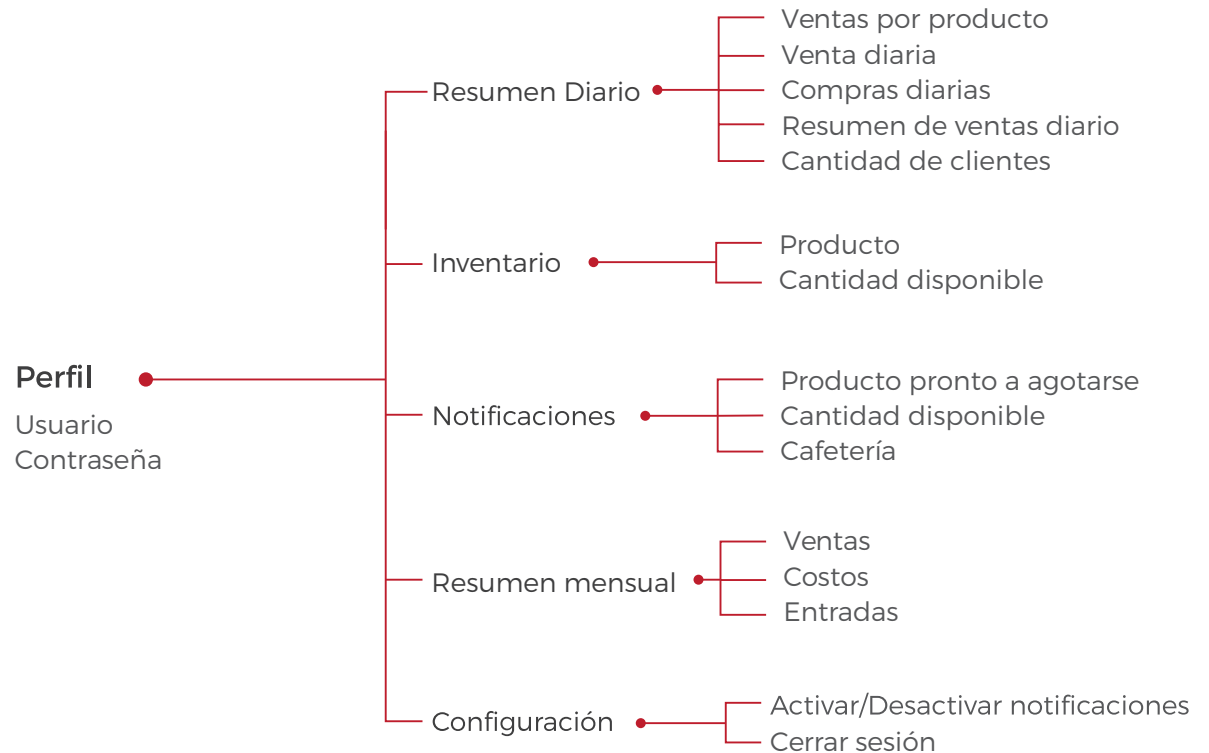 Perfil
Usuario
Contraseña
Resumen Diario
Ventas por producto
Venta diaria
Compras diarias
Resumen de ventas diario
Cantidad de clientes
Inventario
Producto
Cantidad disponible
Notificaciones
Producto pronto a agotarse
Cantidad disponible
Cafetería
Resumen mensual
Ventas
Costos
Entradas
Configuración
Activar/Desactivar notificaciones
Cerrar sesión